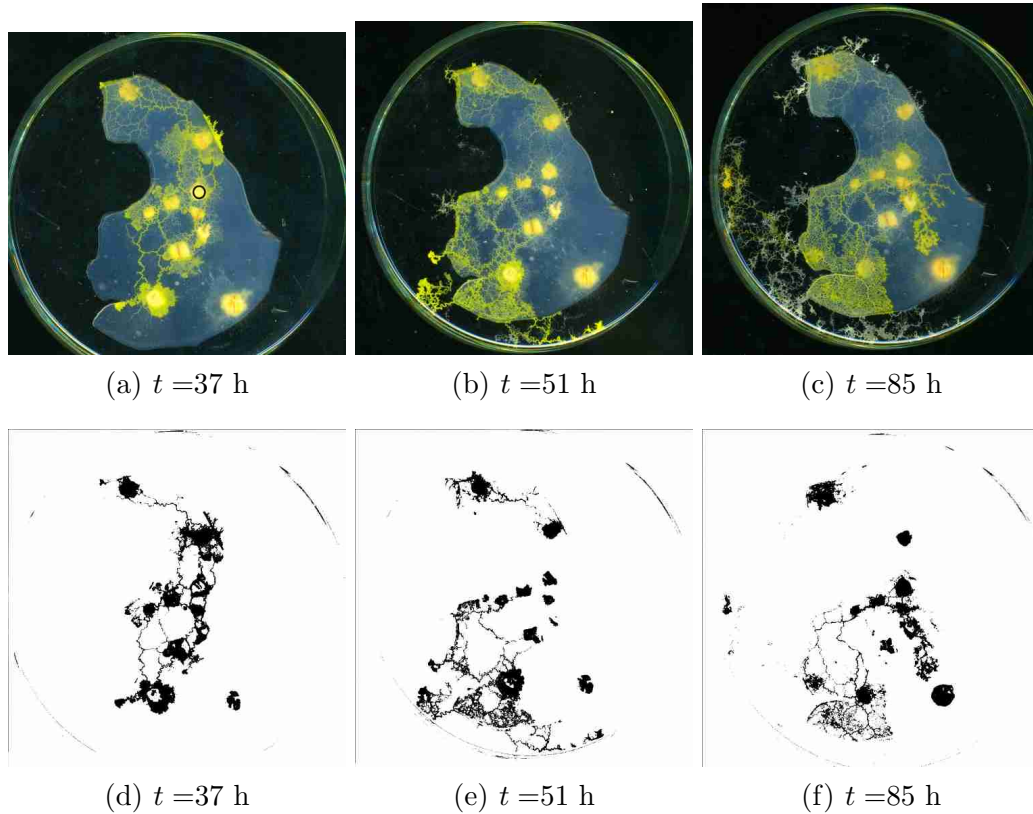 (a) t =37 h
(b) t =51 h
(c) t =85 h
(d) t =37 h
(e) t =51 h
(f) t =85 h